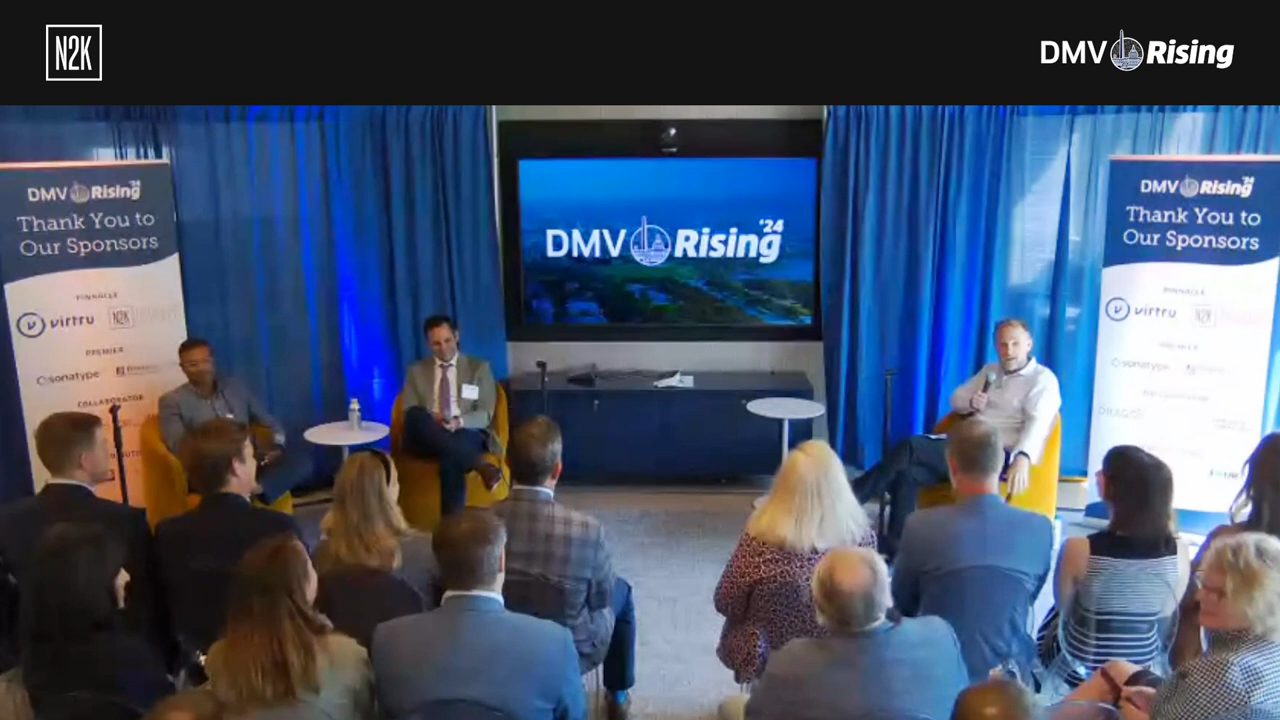 N2K
DMV Rising
DMV Rising '24
Thank You to
Our Sponsors
PINNACLE
virtru N2K
PREMIER
sonatype
COLLABORATOR
DMV Rising '24
DMV Rising '24
Thank You to
Our Sponsors
PINNACLE
virtru N2K
PREMIER
sonatype
DRAGOS